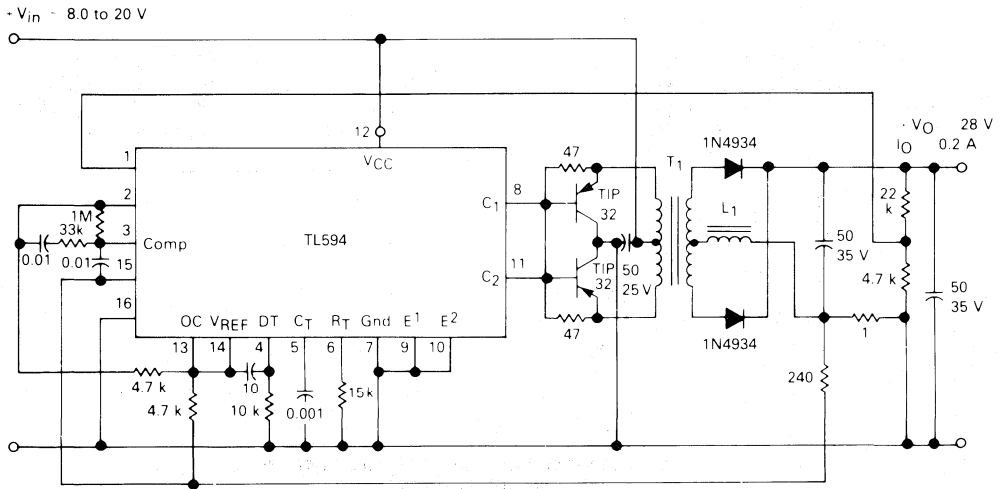 + Vin - 8.0 to 20 V
12
VCC
1
2
3
15
16
1M
33k
0.01
0.01
Comp
TL594
C1
8
C2
11
OC VREF DT CT RT Gnd E1 E2
13 14 4 5 6 7 9 10
4.7 k
4.7 k
10
10 k
0.001
15k
47
TIP
32
TIP
32
47
50
25 V
T1
1N4934
L1
1N4934
VO 28 V
IO 0.2 A
22
k
50
35 V
4.7 k
50
35 V
1
240